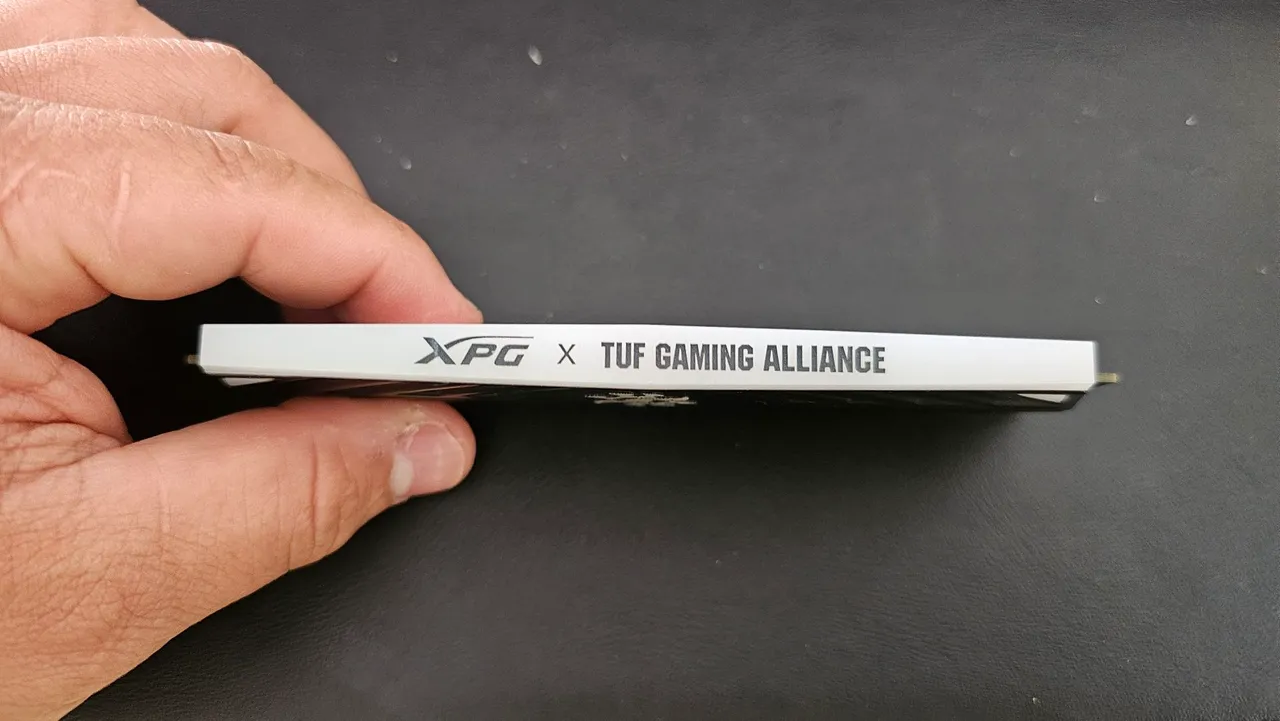 XPG X TUF GAMING ALLIANCE